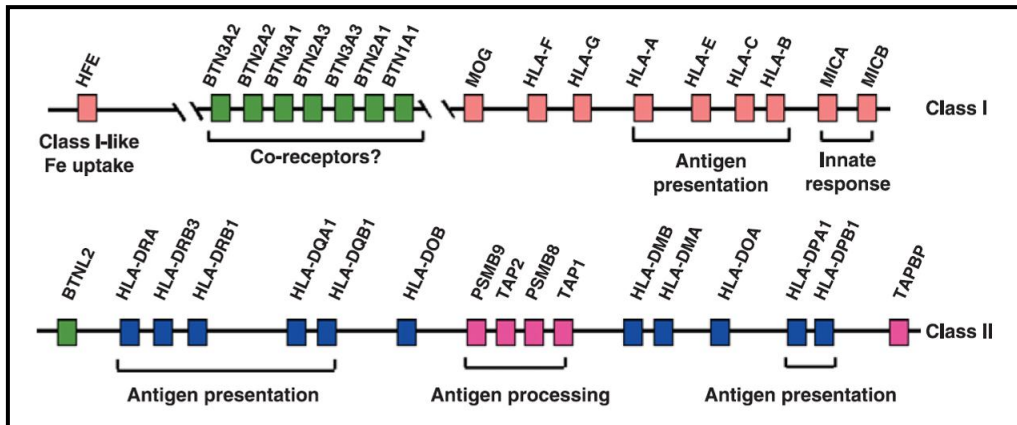 HFE
BTN3A2
BTN2A2
BTN3A1
BTN2A3
BTN3A3
BTN2A1
BTN1A1
MOG
HLA-F
HLA-G
HLA-A
HLA-E
HLA-C
HLA-B
MICA
MICB
Class I
Class I-like
Fe uptake
Co-receptors?
Antigen
presentation
Innate
response
BTNL2
HLA-DRA
HLA-DRB3
HLA-DRB1
HLA-DQA1
HLA-DQB1
HLA-DOB
PSMB9
TAP2
PSMB8
TAP1
HLA-DMB
HLA-DMA
HLA-DOA
HLA-DPA1
HLA-DPB1
TAPBP
Class II
Antigen presentation
Antigen processing
Antigen presentation